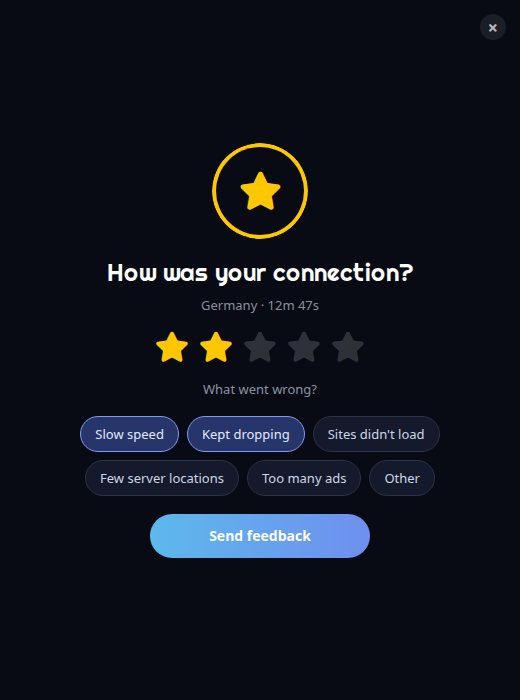 ×
How was your connection?
Germany · 12m 47s
What went wrong?
Slow speed Kept dropping Sites didn't load
Few server locations Too many ads Other
Send feedback